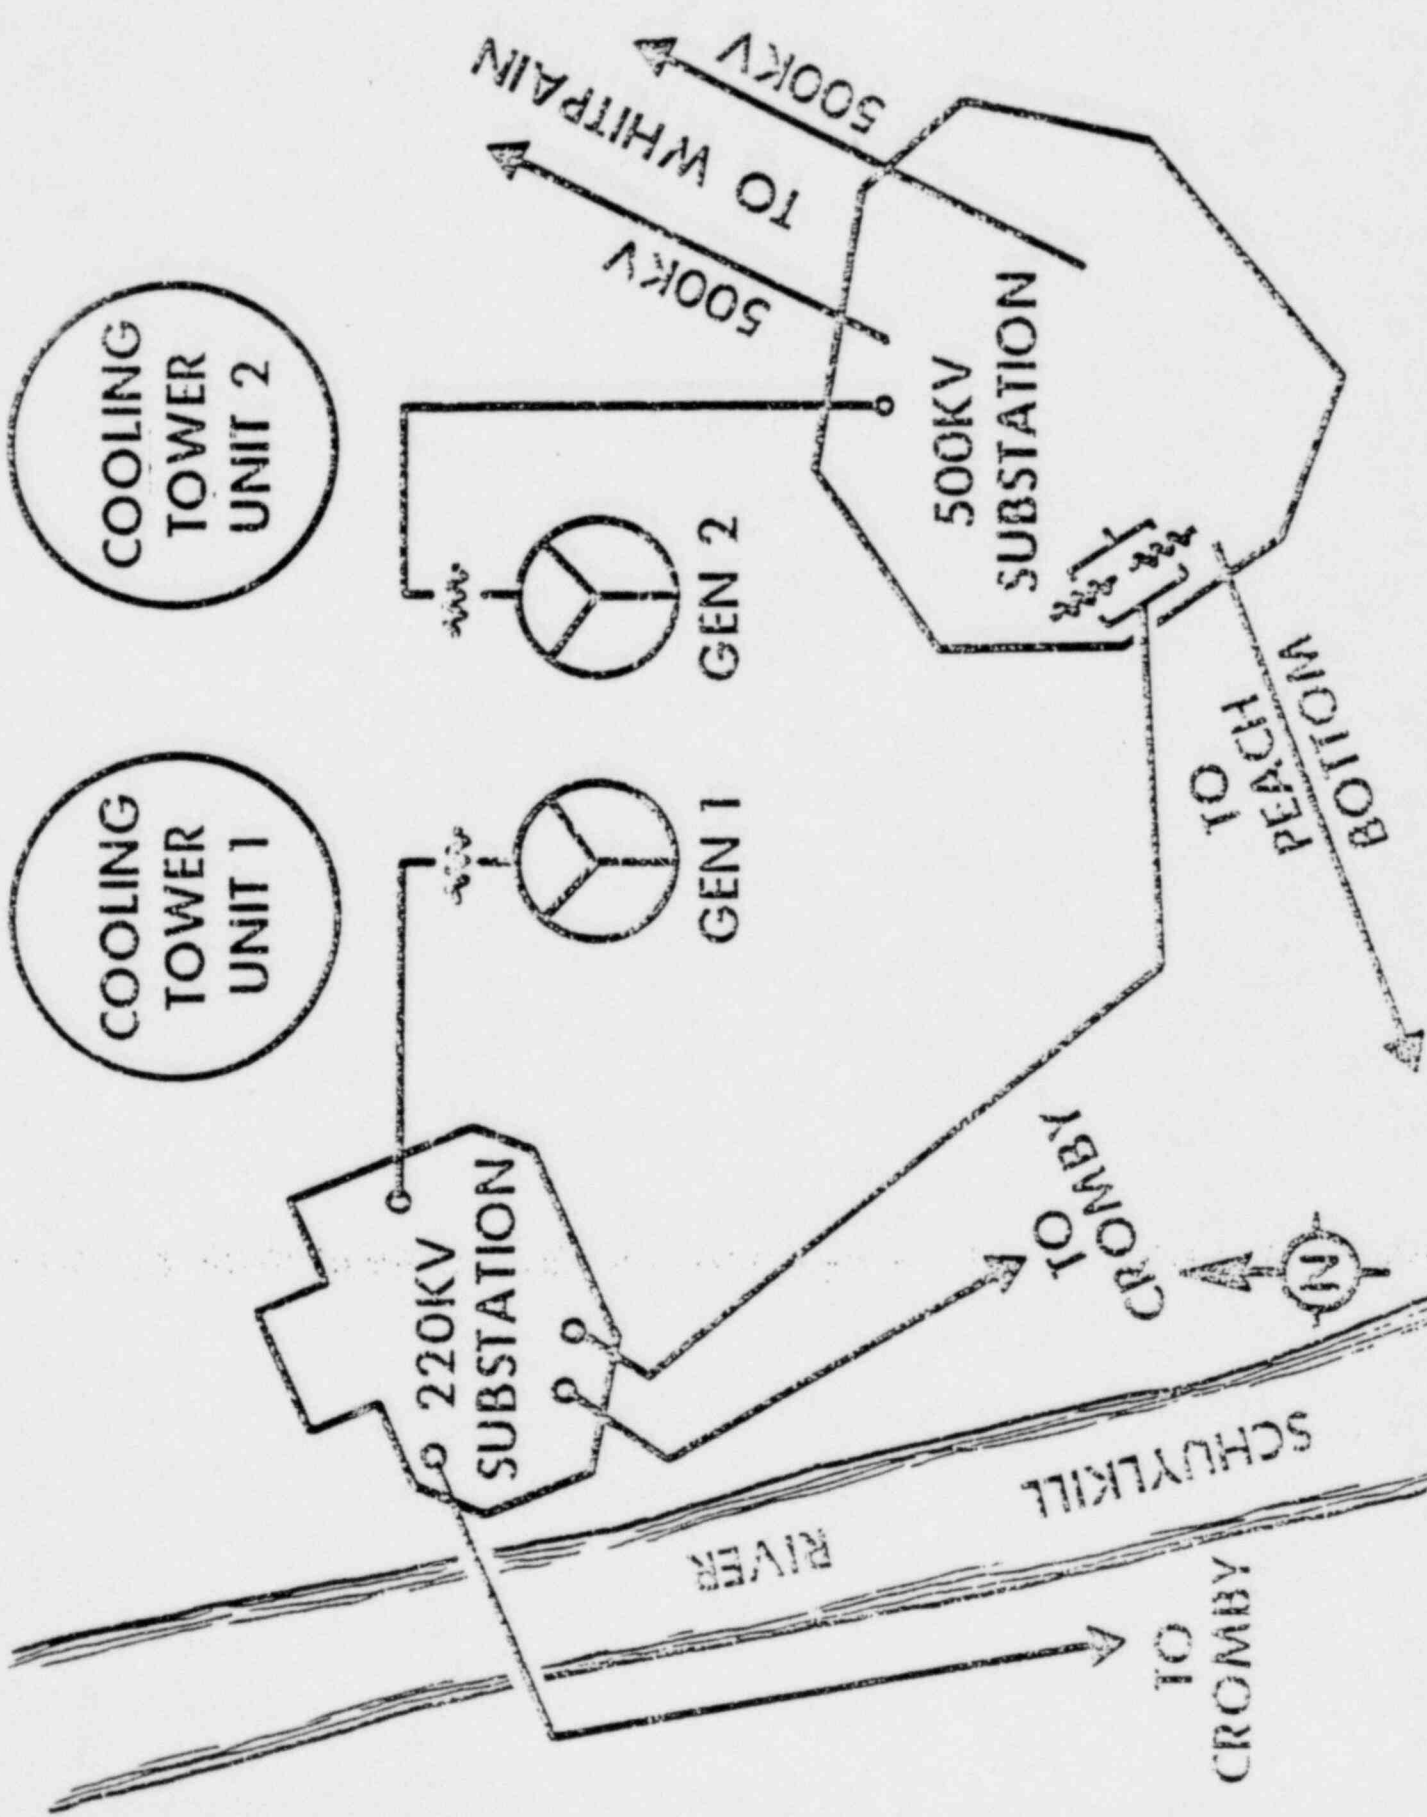 COOLING
TOWER
UNIT 1
COOLING
TOWER
UNIT 2
GEN 1
GEN 2
220KV
SUBSTATION
500KV
SUBSTATION
500KV
TO WHITPAIN
500KV
TO
PEACH
BOTTOM
TO
CROMBY
N
SCHUYLKILL
RIVER
TO
CROMBY